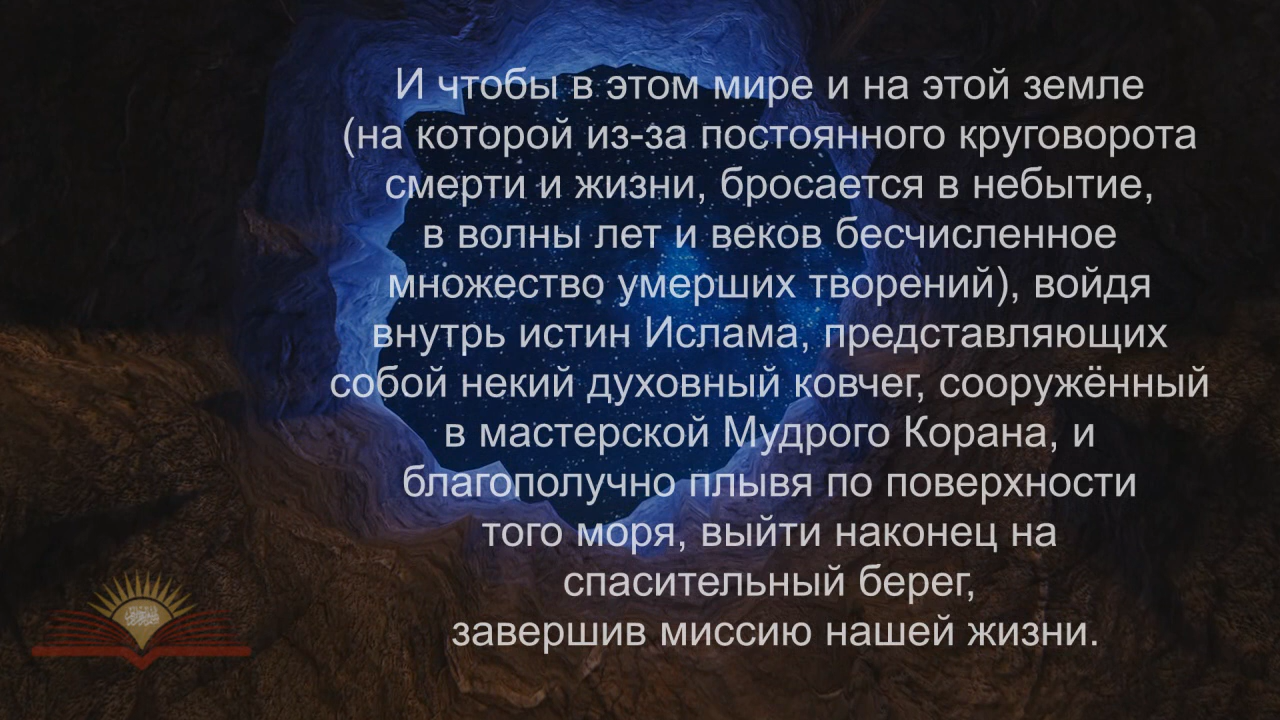 И чтобы в этом мире и на этой земле
(на которой из-за постоянного круговорота
смерти и жизни, бросается в небытие,
в волны лет и веков бесчисленное
множество умерших творений), войдя
внутрь истин Ислама, представляющих
собой некий духовный ковчег, сооружённый
в мастерской Мудрого Корана, и
благополучно плывя по поверхности
того моря, выйти наконец на
спасительный берег,
завершив миссию нашей жизни.